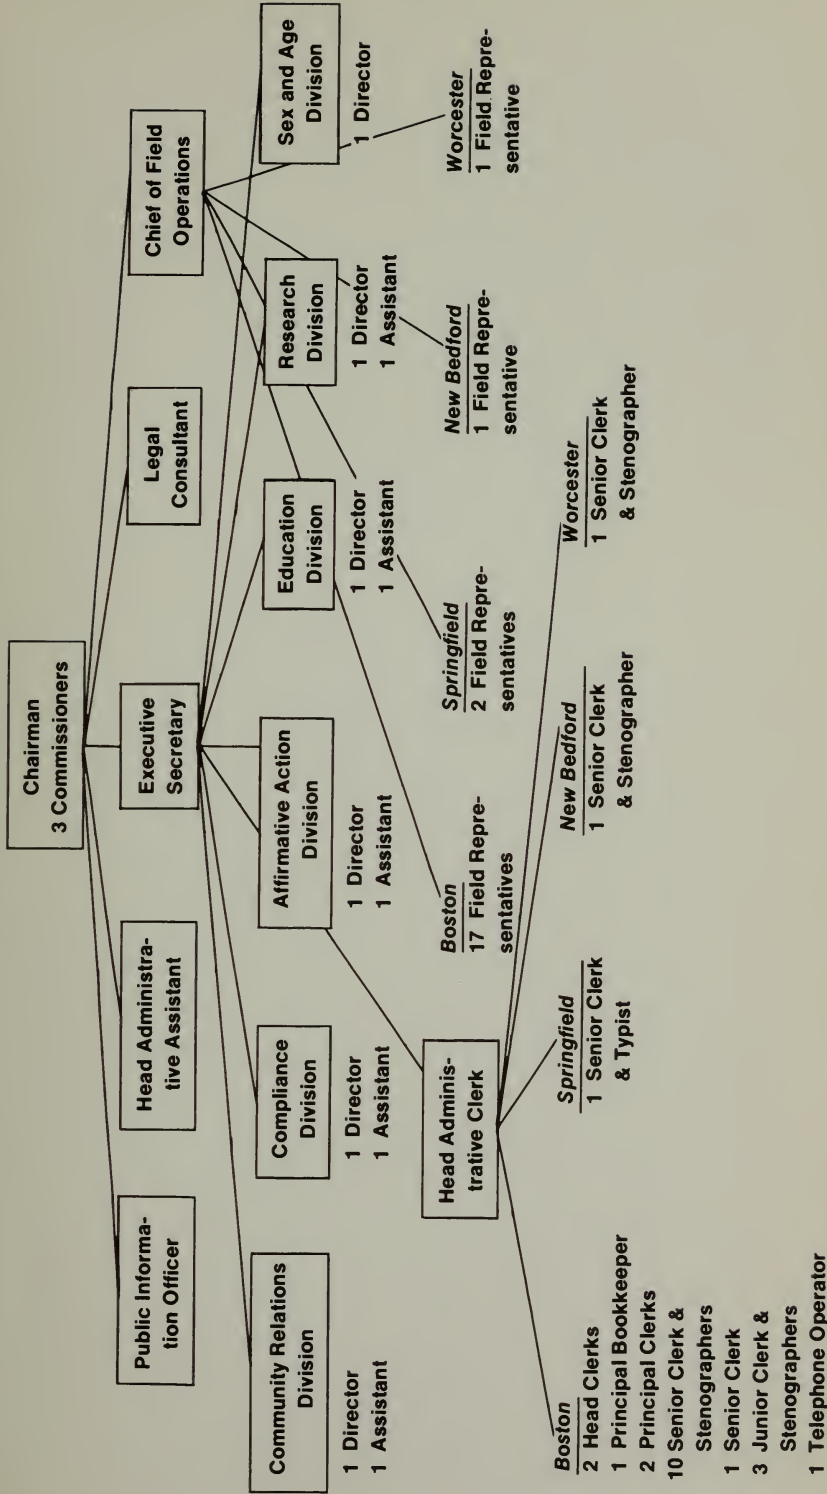 Chairman
3 Commissioners
Public Informa-
tion Officer
Head Administra-
tive Assistant
Executive
Secretary
Legal
Consultant
Chief of Field
Operations
Community Relations
Division
1 Director
1 Assistant
Compliance
Division
1 Director
1 Assistant
Affirmative Action
Division
1 Director
1 Assistant
Education
Division
1 Director
1 Assistant
Research
Division
1 Director
1 Assistant
Sex and Age
Division
1 Director
Head Adminis-
trative Clerk
Boston
17 Field Repre-
sentatives
Springfield
2 Field Repre-
sentatives
New Bedford
1 Field Repre-
sentative
Worcester
1 Field Repre-
sentative
Boston
2 Head Clerks
1 Principal Bookkeeper
2 Principal Clerks
10 Senior Clerk &
Stenographers
1 Senior Clerk
3 Junior Clerk &
Stenographers
1 Telephone Operator
Springfield
1 Senior Clerk
& Typist
New Bedford
1 Senior Clerk
& Stenographer
Worcester
1 Senior Clerk
& Stenographer